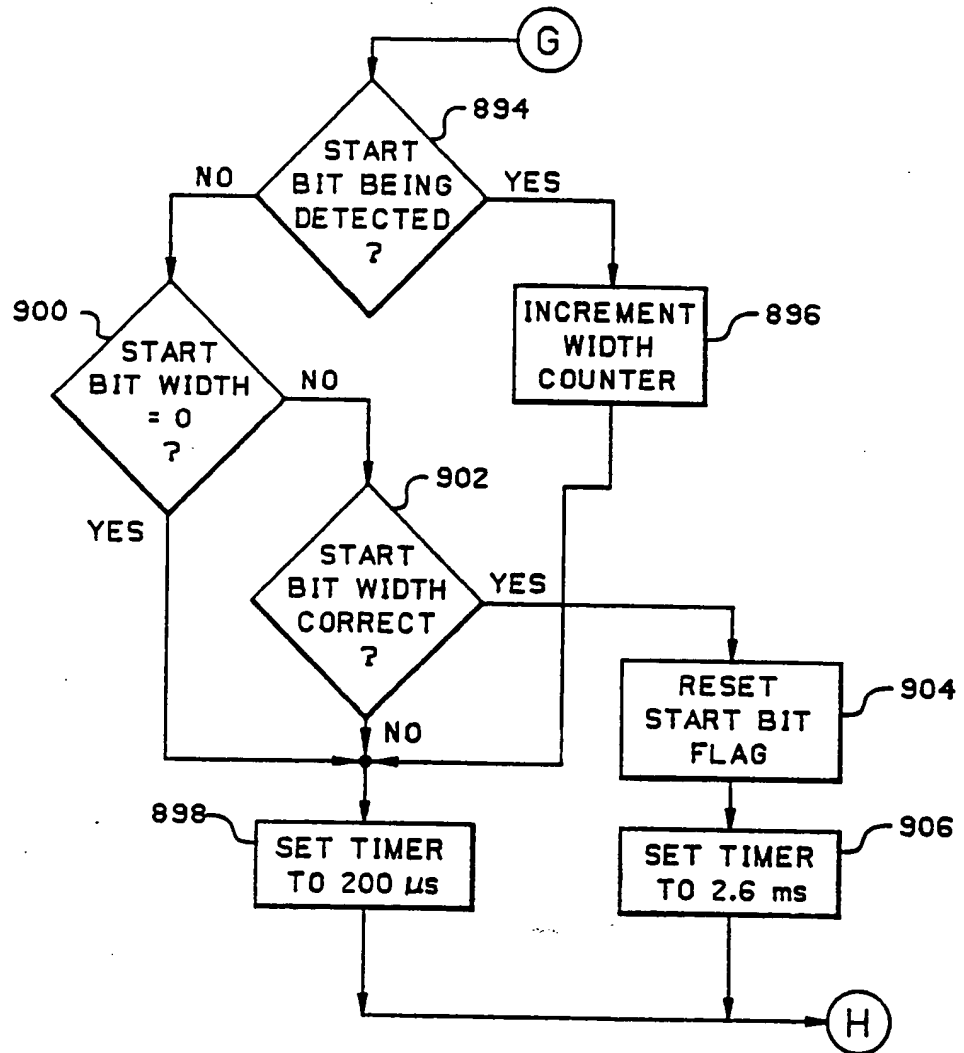 G
894
START
BIT BEING
DETECTED
?
NO
YES
900
START
BIT WIDTH
= 0
?
NO
YES
INCREMENT
WIDTH
COUNTER
896
902
START
BIT WIDTH
CORRECT
?
YES
NO
RESET
START BIT
FLAG
904
898
SET TIMER
TO 200 µs
906
SET TIMER
TO 2.6 ms
H